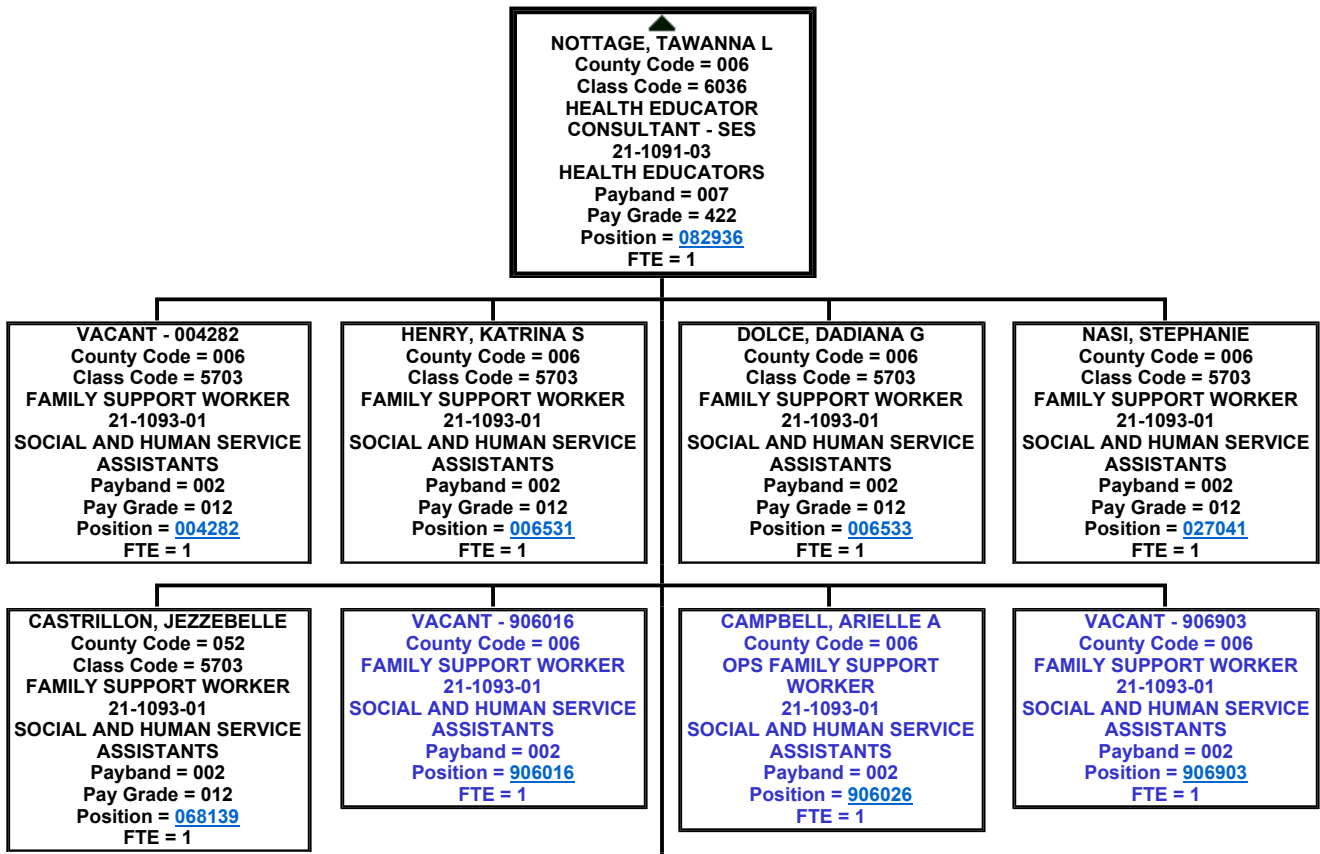 NOTTAGE, TAWANNA L
County Code = 006
Class Code = 6036
HEALTH EDUCATOR
CONSULTANT - SES
21-1091-03
HEALTH EDUCATORS
Payband = 007
Pay Grade = 422
Position = 082936
FTE = 1
VACANT - 004282
County Code = 006
Class Code = 5703
FAMILY SUPPORT WORKER
21-1093-01
SOCIAL AND HUMAN SERVICE
ASSISTANTS
Payband = 002
Pay Grade = 012
Position = 004282
FTE = 1
HENRY, KATRINA S
County Code = 006
Class Code = 5703
FAMILY SUPPORT WORKER
21-1093-01
SOCIAL AND HUMAN SERVICE
ASSISTANTS
Payband = 002
Pay Grade = 012
Position = 006531
FTE = 1
DOLCE, DADIANA G
County Code = 006
Class Code = 5703
FAMILY SUPPORT WORKER
21-1093-01
SOCIAL AND HUMAN SERVICE
ASSISTANTS
Payband = 002
Pay Grade = 012
Position = 006533
FTE = 1
NASI, STEPHANIE
County Code = 006
Class Code = 5703
FAMILY SUPPORT WORKER
21-1093-01
SOCIAL AND HUMAN SERVICE
ASSISTANTS
Payband = 002
Pay Grade = 012
Position = 027041
FTE = 1
CASTRILLON, JEZZEBELLE
County Code = 052
Class Code = 5703
FAMILY SUPPORT WORKER
21-1093-01
SOCIAL AND HUMAN SERVICE
ASSISTANTS
Payband = 002
Pay Grade = 012
Position = 068139
FTE = 1
VACANT - 906016
County Code = 006
FAMILY SUPPORT WORKER
21-1093-01
SOCIAL AND HUMAN SERVICE
ASSISTANTS
Payband = 002
Position = 906016
FTE = 1
CAMPBELL, ARIELLE A
County Code = 006
OPS FAMILY SUPPORT
WORKER
21-1093-01
SOCIAL AND HUMAN SERVICE
ASSISTANTS
Payband = 002
Position = 906026
FTE = 1
VACANT - 906903
County Code = 006
FAMILY SUPPORT WORKER
21-1093-01
SOCIAL AND HUMAN SERVICE
ASSISTANTS
Payband = 002
Position = 906903
FTE = 1